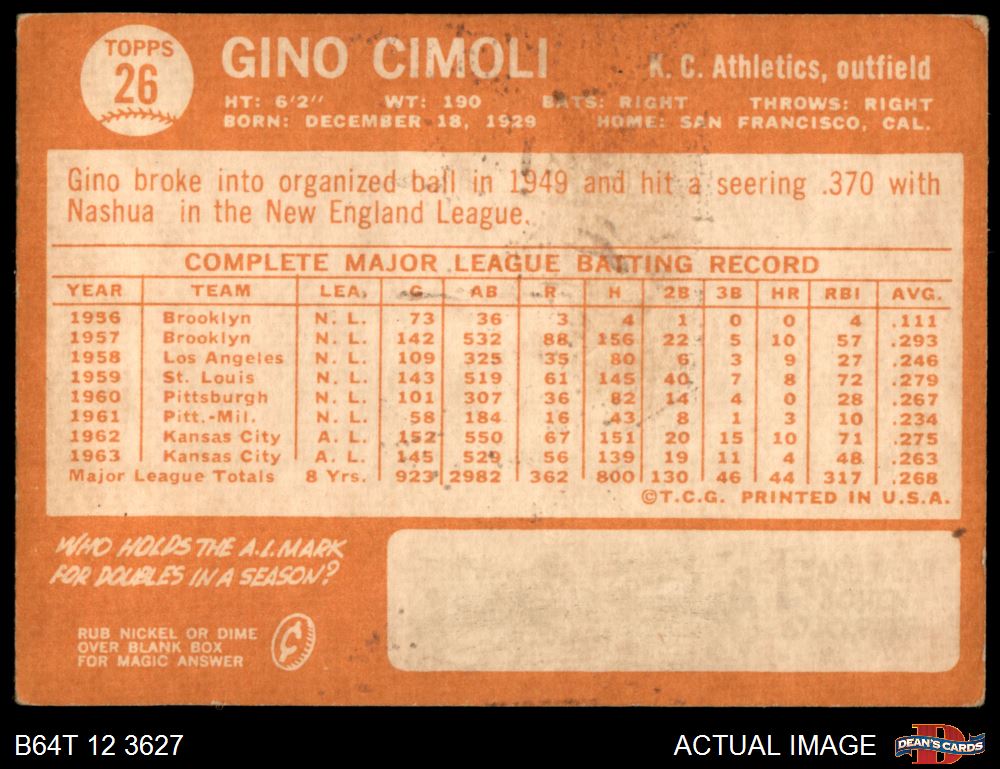 TOPPS
26
GINO CIMOLI
K. C. Athletics, outfield
HT: 6'2" WT: 190 BATS: RIGHT THROWS: RIGHT
BORN: DECEMBER 18, 1929 HOME: SAN FRANCISCO, CAL.
Gino broke into organized ball in 1949 and hit a seering .370 with
Nashua in the New England League.
COMPLETE MAJOR LEAGUE BATTING RECORD
YEAR TEAM LEA. G AB R H 2B 3B HR RBI AVG.
1956 Brooklyn N. L. 73 36 3 4 1 0 0 4 .111
1957 Brooklyn N. L. 142 532 88 156 22 5 10 57 .293
1958 Los Angeles N. L. 109 325 35 80 6 3 9 27 .246
1959 St. Louis N. L. 143 519 61 145 40 7 8 72 .279
1960 Pittsburgh N. L. 101 307 36 82 14 4 0 28 .267
1961 Pitt.-Mil. N. L. 58 184 16 43 8 1 3 10 .234
1962 Kansas City A. L. 152 550 67 151 20 15 10 71 .275
1963 Kansas City A. L. 145 529 56 139 19 11 4 48 .263
Major League Totals 8 Yrs. 923 2982 362 800 130 46 44 317 .268
©T.C.G. PRINTED IN U.S.A.
WHO HOLDS THE A.L. MARK
FOR DOUBLES IN A SEASON?
RUB NICKEL OR DIME
OVER BLANK BOX
FOR MAGIC ANSWER
B64T 12 3627
ACTUAL IMAGE
DEAN'S CARDS